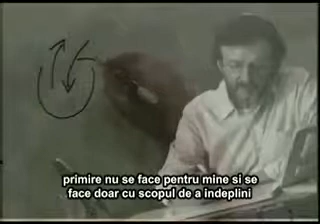 primire nu se face pentru mine si se
face doar cu scopul de a indeplini